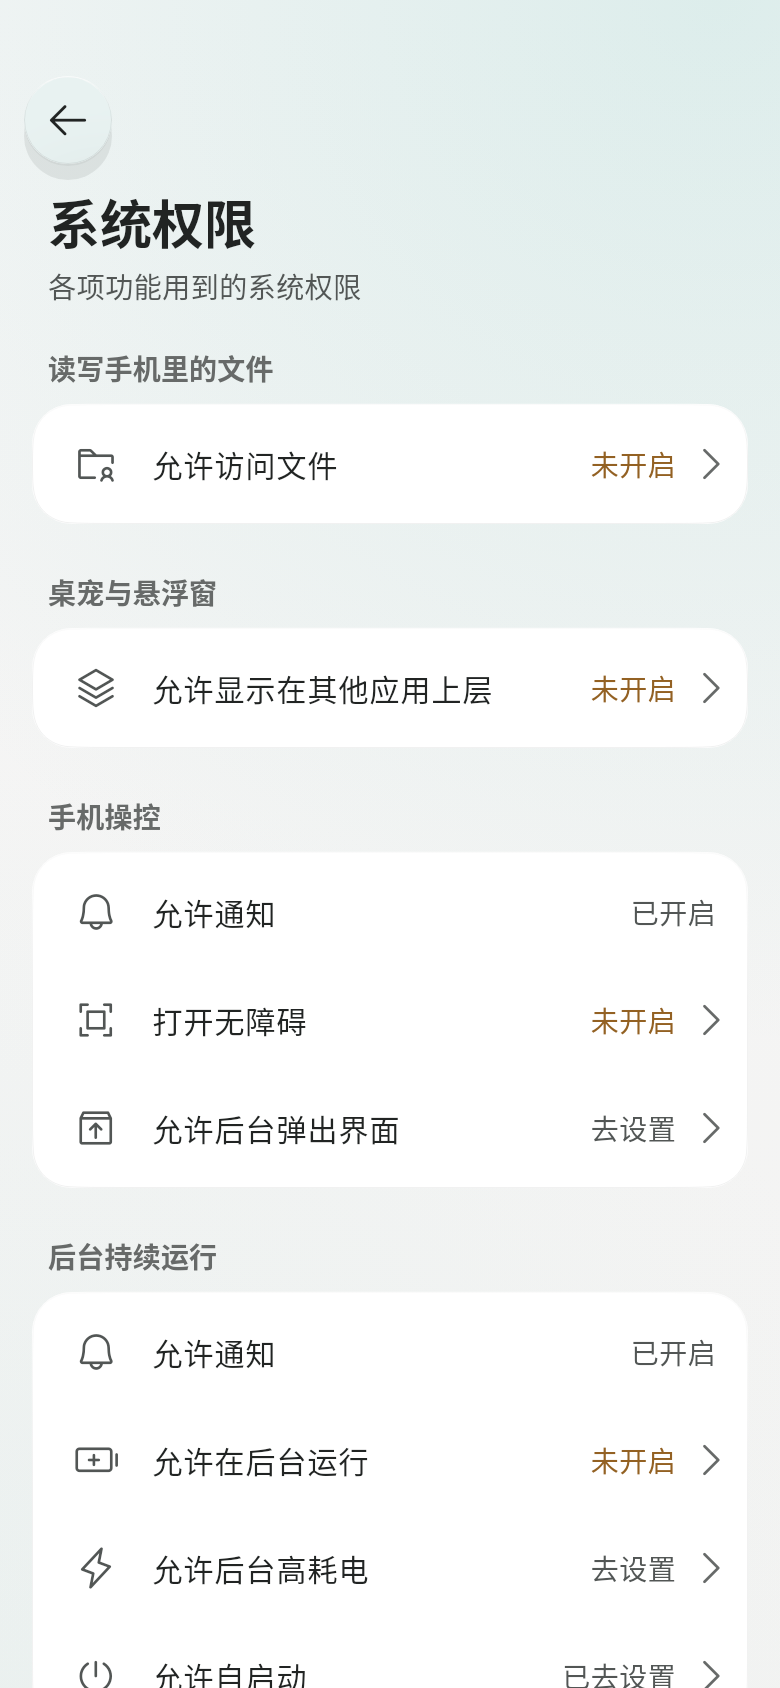 系统权限
各项功能用到的系统权限
读写手机里的文件
允许访问文件 未开启
桌宠与悬浮窗
允许显示在其他应用上层 未开启
手机操控
允许通知 已开启
打开无障碍 未开启
允许后台弹出界面 去设置
后台持续运行
允许通知 已开启
允许在后台运行 未开启
允许后台高耗电 去设置
允许自启动 已去设置